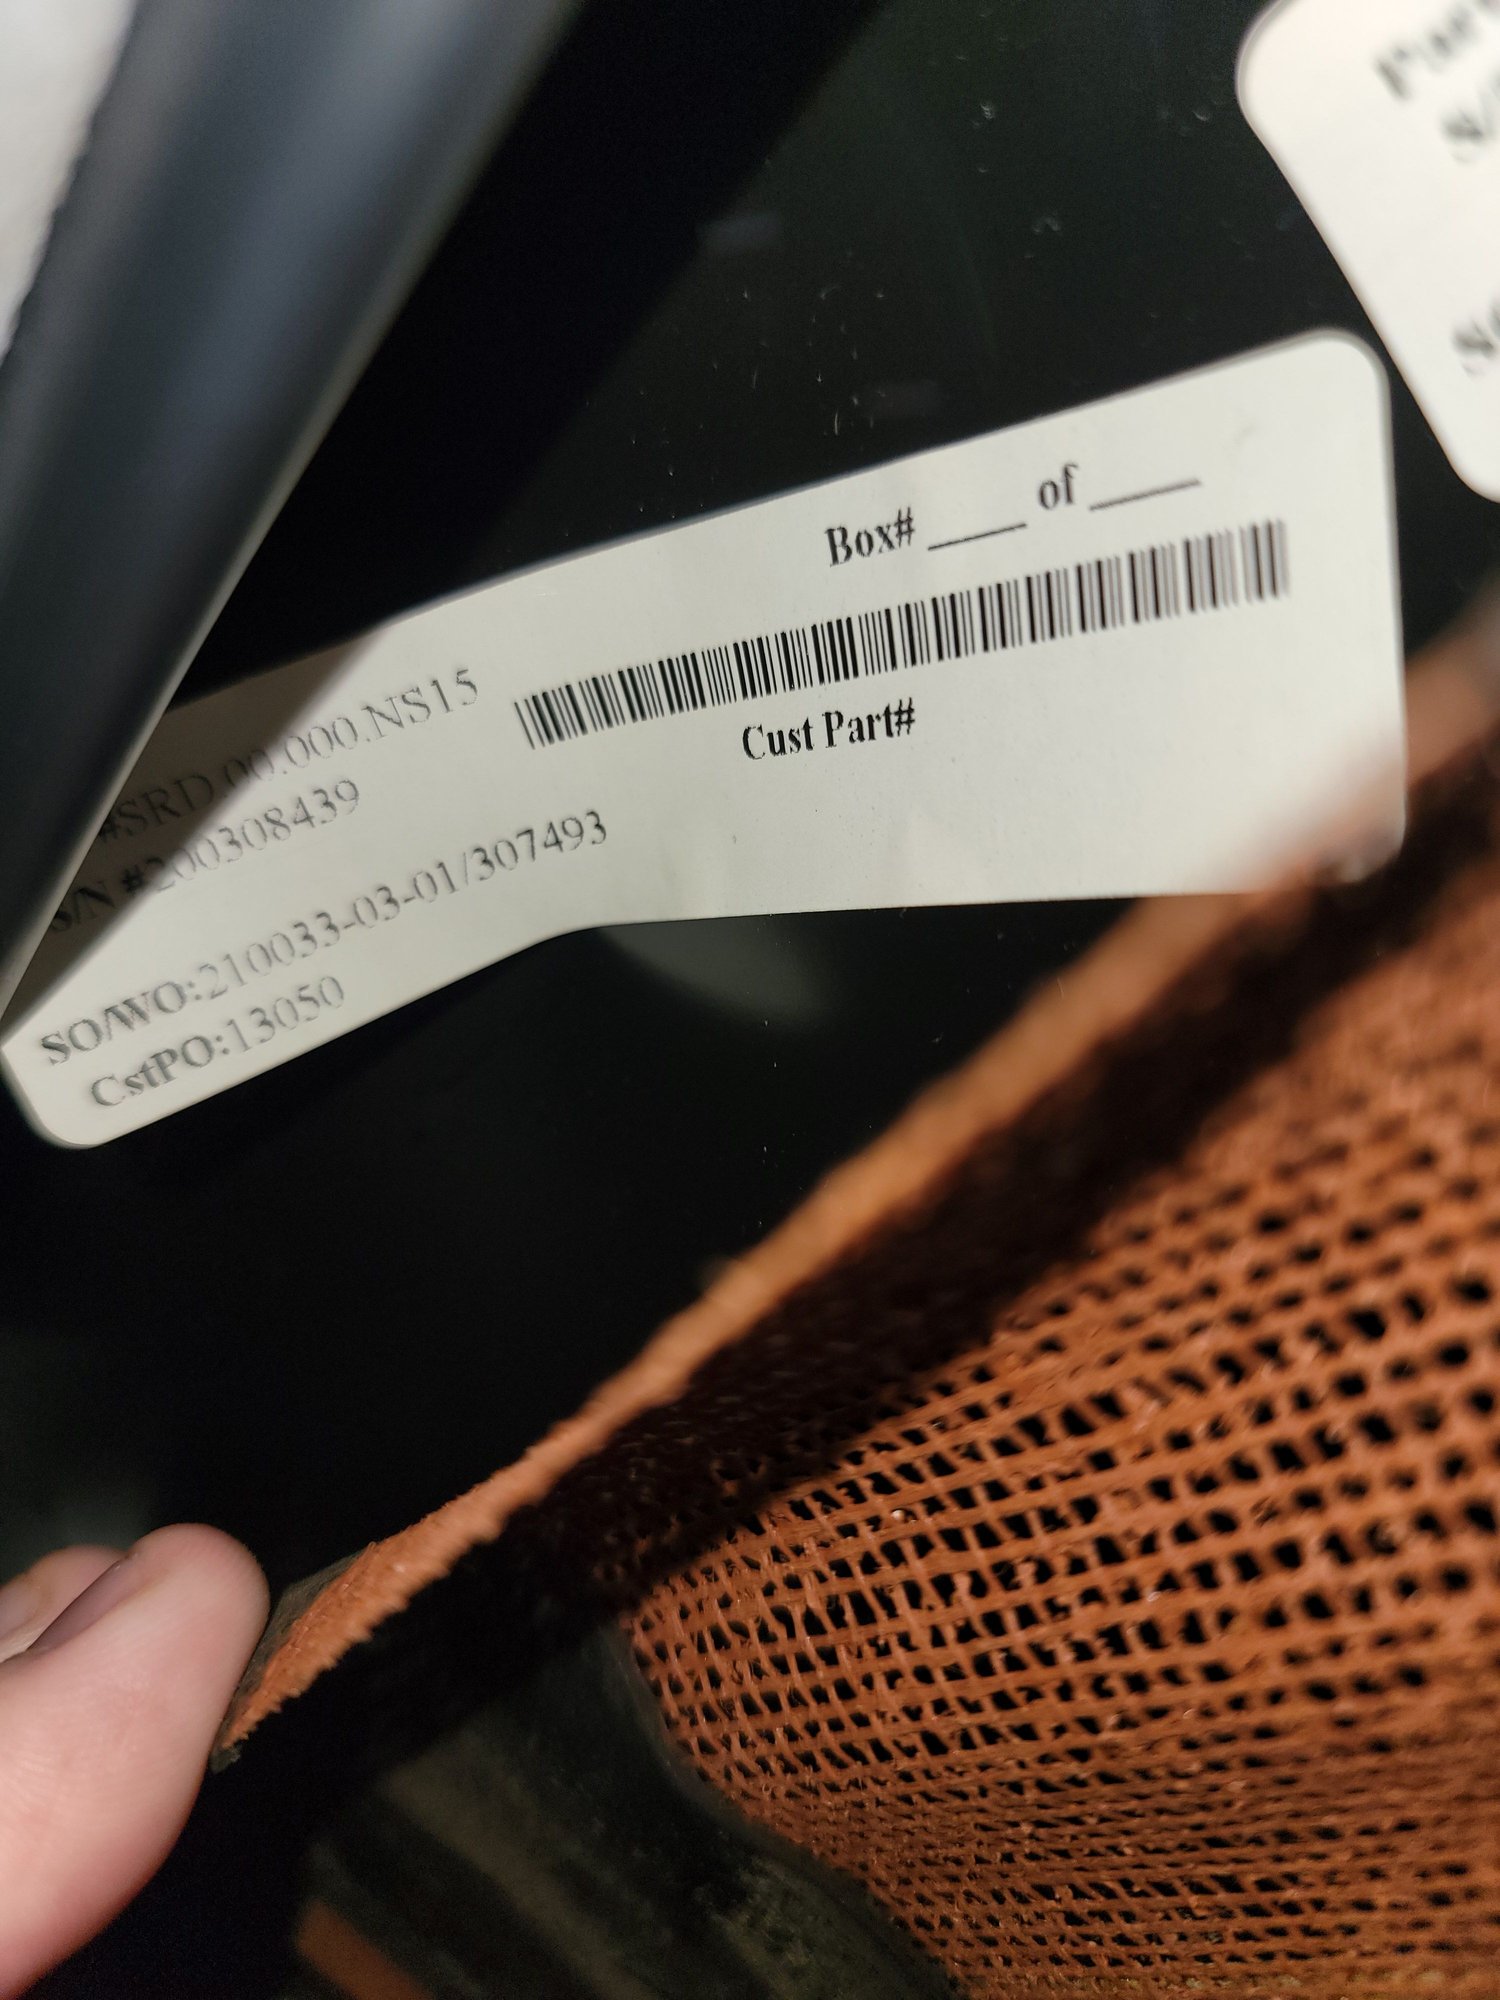 Box# ____ of ____
#SRD.00.000.NS15
S/N #200308439
Cust Part#
SO/WO:210033-03-01/307493
CstPO:13050
Par
S/
S